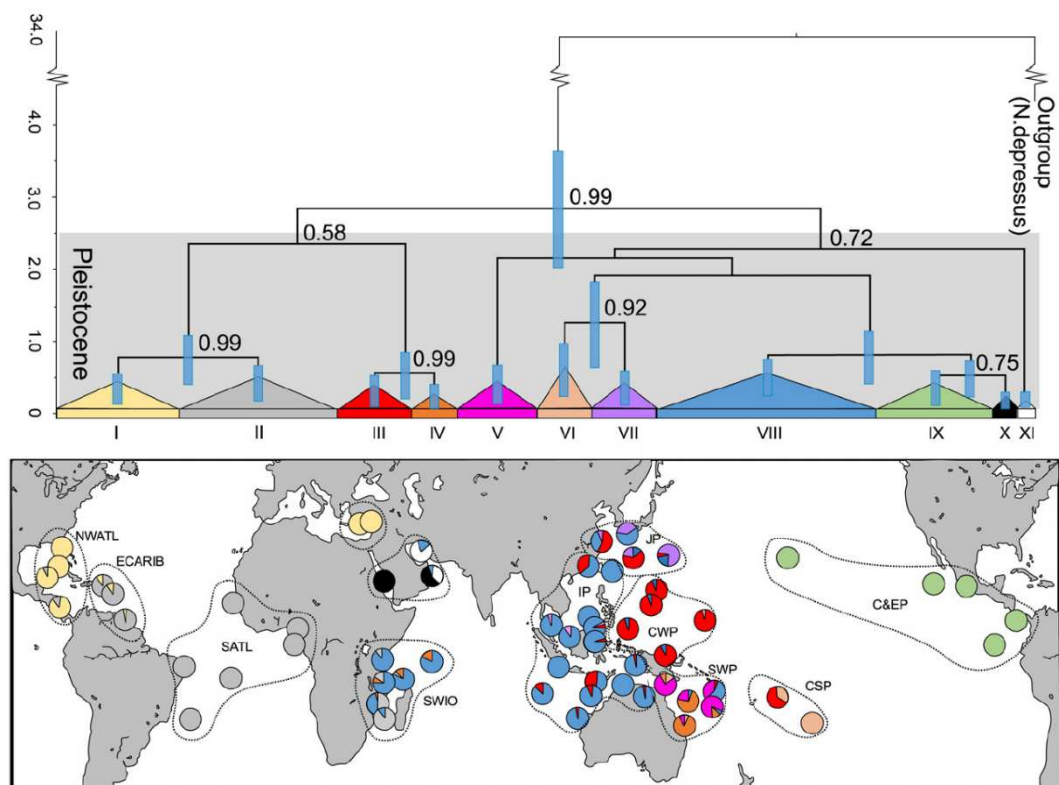 34.0
4.0
3.0
2.0
1.0
0
Outgroup
(N.depressus)
0.99
0.58
0.72
Pleistocene
0.92
0.99
0.99
0.75
I II III IV V VI VII VIII IX X XI
NWATL
ECARIB
SATL
SWIO
JP
IP
CWP
SWP
CSP
C&EP